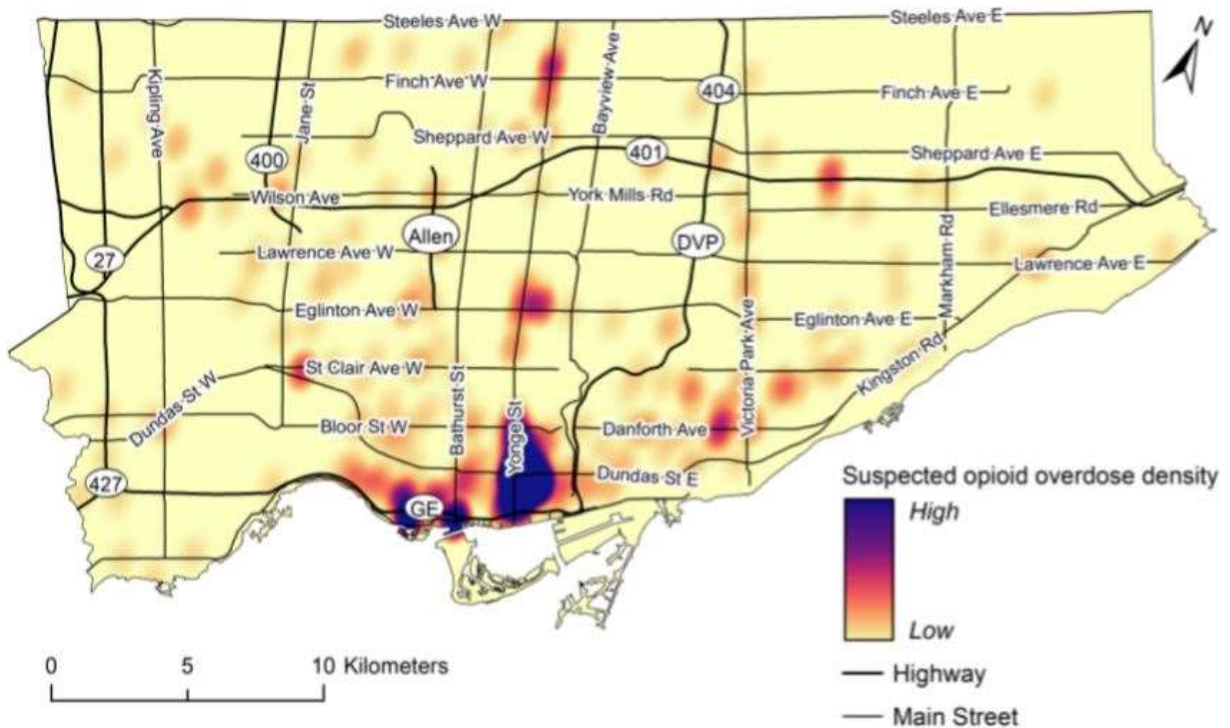 Steeles Ave W
Steeles Ave E
N
Kipling Ave
Jane St
Finch Ave W
Bayview Ave
404
Finch Ave E
400
Sheppard Ave W
401
Sheppard Ave E
Wilson Ave
York Mills Rd
Ellesmere Rd
27
Allen
DVP
Lawrence Ave W
Lawrence Ave E
Markham Rd
Eglinton Ave W
Victoria Park Ave
Eglinton Ave E
St Clair Ave W
Kingston Rd
Dundas St W
Bathurst St
Yonge St
Bloor St W
Danforth Ave
427
GE
Dundas St E
Suspected opioid overdose density
High
Low
0 5 10 Kilometers
Highway
Main Street